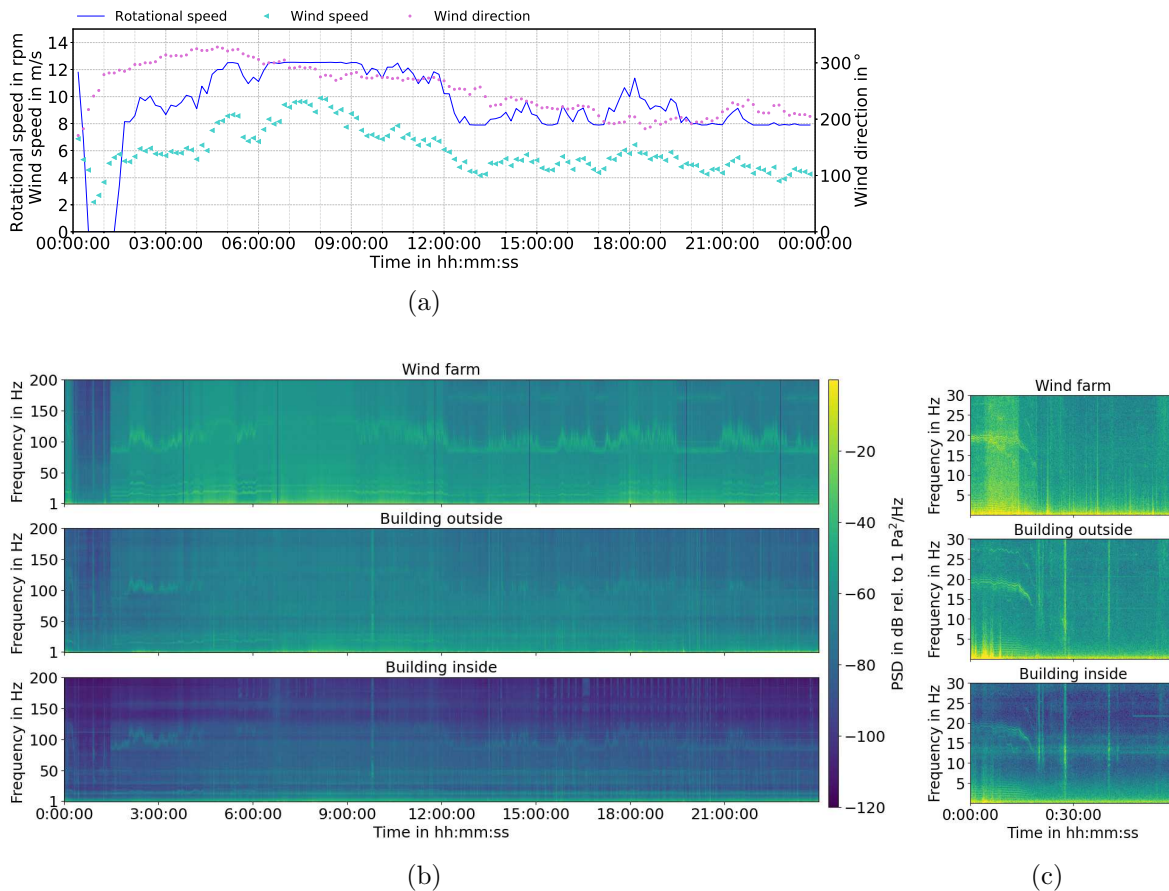 Rotational speed Wind speed Wind direction
Rotational speed in rpm
Wind speed in m/s
14
12
10
8
6
4
2
0
300
200
100
0
Wind direction in °
00:00:00 03:00:00 06:00:00 09:00:00 12:00:00 15:00:00 18:00:00 21:00:00 00:00:00
Time in hh:mm:ss
(a)
Wind farm
Frequency in Hz
200
150
100
50
1
Building outside
Frequency in Hz
200
150
100
50
1
Building inside
Frequency in Hz
200
150
100
50
1
0:00:00 3:00:00 6:00:00 9:00:00 12:00:00 15:00:00 18:00:00 21:00:00
Time in hh:mm:ss
−20
−40
−60
−80
−100
−120
PSD in dB rel. to 1 Pa²/Hz
(b)
Wind farm
Frequency in Hz
30
25
20
15
10
5
Building outside
Frequency in Hz
30
25
20
15
10
5
Building inside
Frequency in Hz
30
25
20
15
10
5
0:00:00 0:30:00
Time in hh:mm:ss
(c)